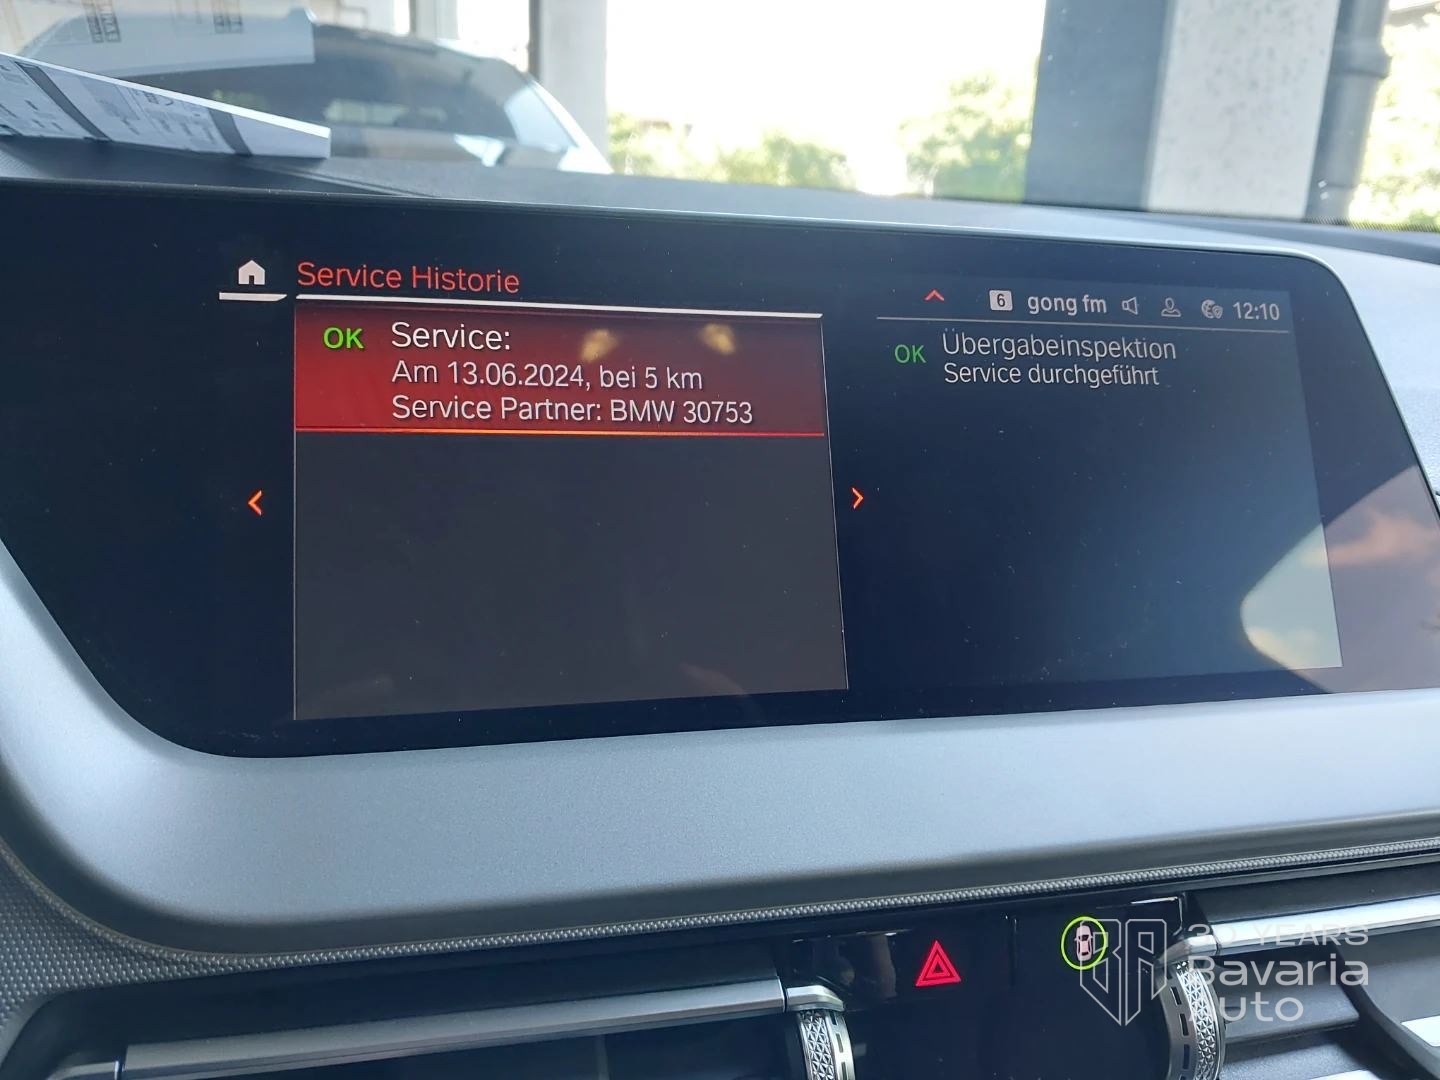 Service Historie
6 gong fm 12:10
OK Service:
Am 13.06.2024, bei 5 km
Service Partner: BMW 30753
OK Übergabeinspektion
Service durchgeführt
BA 30 YEARS
Bavaria
Auto